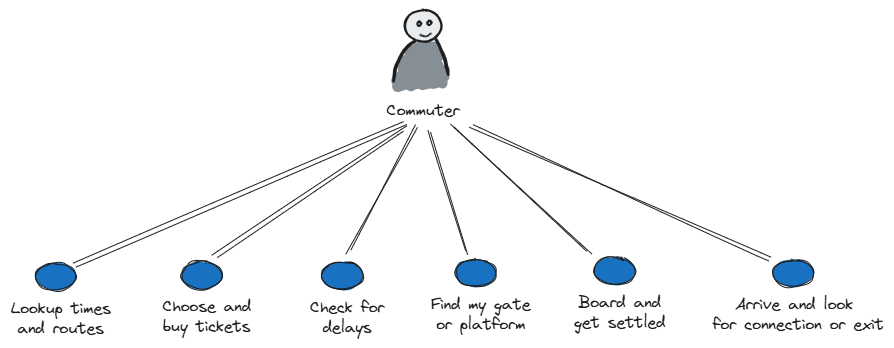 Commuter
Lookup times
and routes
Choose and
buy tickets
Check for
delays
Find my gate
or platform
Board and
get settled
Arrive and look
for connection or exit